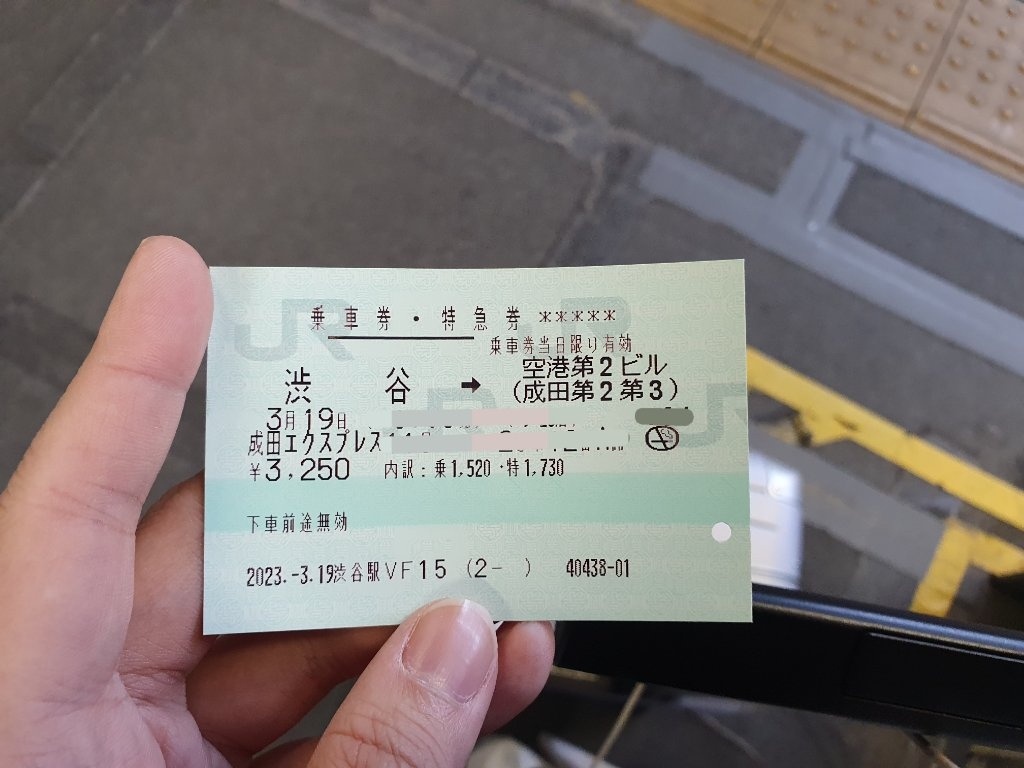 乗車券・特急券 *****
乗車券当日限り有効
渋谷 → 空港第2ビル
(成田第2第3)
3月19日
成田エクスプレス
¥3,250 内訳:乗1,520・特1,730
下車前途無効
2023.-3.19渋谷駅VF15 (2- ) 40438-01